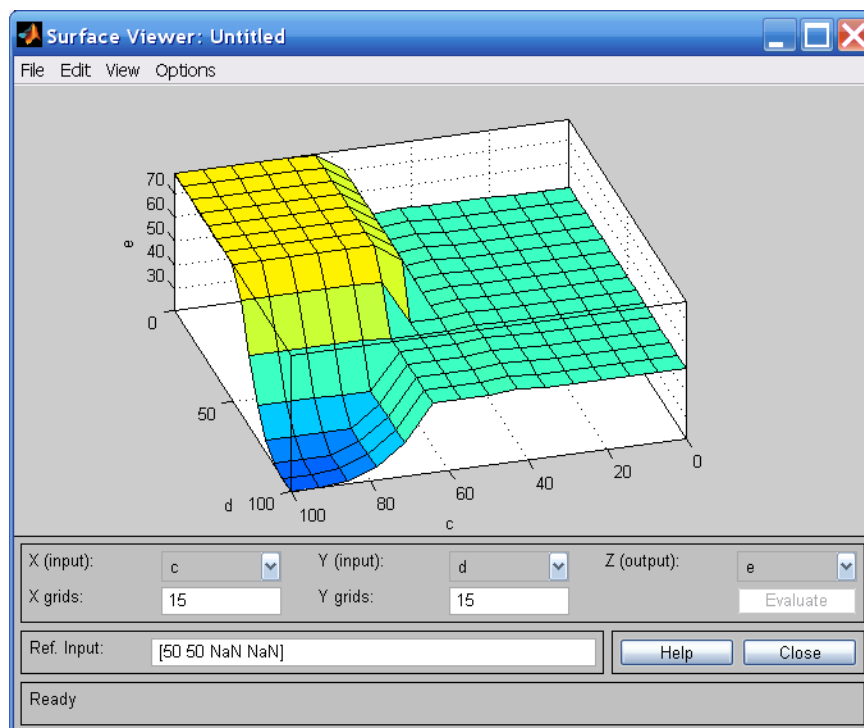 Surface Viewer: Untitled
File Edit View Options
70
60
50
40
30
e
0
50
100
d
100
80
60
40
20
0
c
X (input): c Y (input): d Z (output): e
X grids: 15 Y grids: 15 Evaluate
Ref. Input: [50 50 NaN NaN] Help Close
Ready